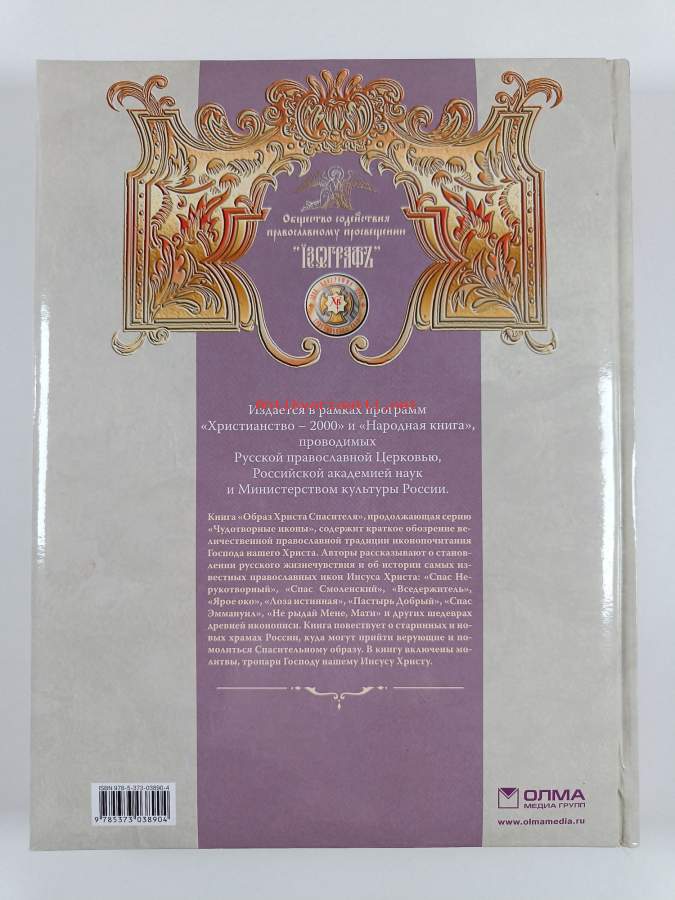 Общество содействия
православному просвещении
"ІЗОГРАФЪ"
Издается в рамках программ
«Христианство – 2000» и «Народная книга»,
проводимых
Русской православной Церковью,
Российской академией наук
и Министерством культуры России.
Книга «Образ Христа Спасителя», продолжающая серию
«Чудотворные иконы», содержит краткое обозрение ве-
личественной православной традиции иконопочитания
Господа нашего Христа. Авторы рассказывают о становле-
нии русского жизнечувствия и об истории самых из-
вестных православных икон Иисуса Христа: «Спас Не-
рукотворный», «Спас Смоленский», «Вседержитель»,
«Ярое око», «Лоза истинная», «Пастырь Добрый», «Спас
Эммануил», «Не рыдай Мене, Мати» и других шедеврах
древней иконописи. Книга повествует о старинных и но-
вых храмах России, куда могут прийти верующие и по-
молиться Спасительному образу. В книгу включены мо-
литвы, тропари Господу нашему Иисусу Христу.
ISBN 978-5-373-03890-4
9 785373 038904
ОЛМА
МЕДИА ГРУПП
www.olmamedia.ru